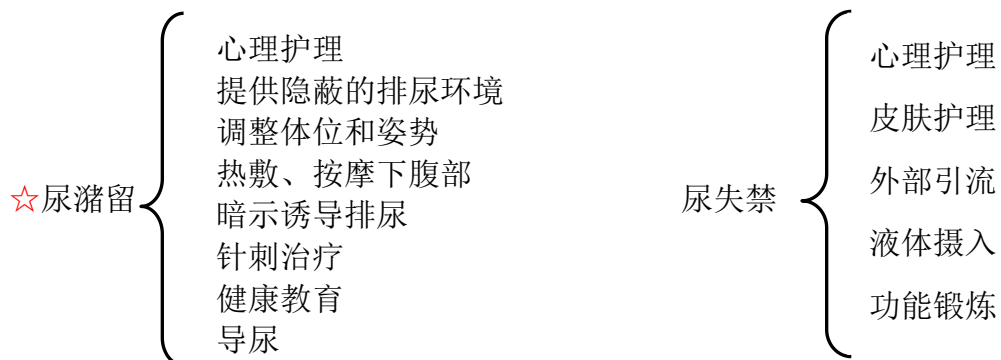 ☆尿潴留
心理护理
提供隐蔽的排尿环境
调整体位和姿势
热敷、按摩下腹部
暗示诱导排尿
针刺治疗
健康教育
导尿
尿失禁
心理护理
皮肤护理
外部引流
液体摄入
功能锻炼